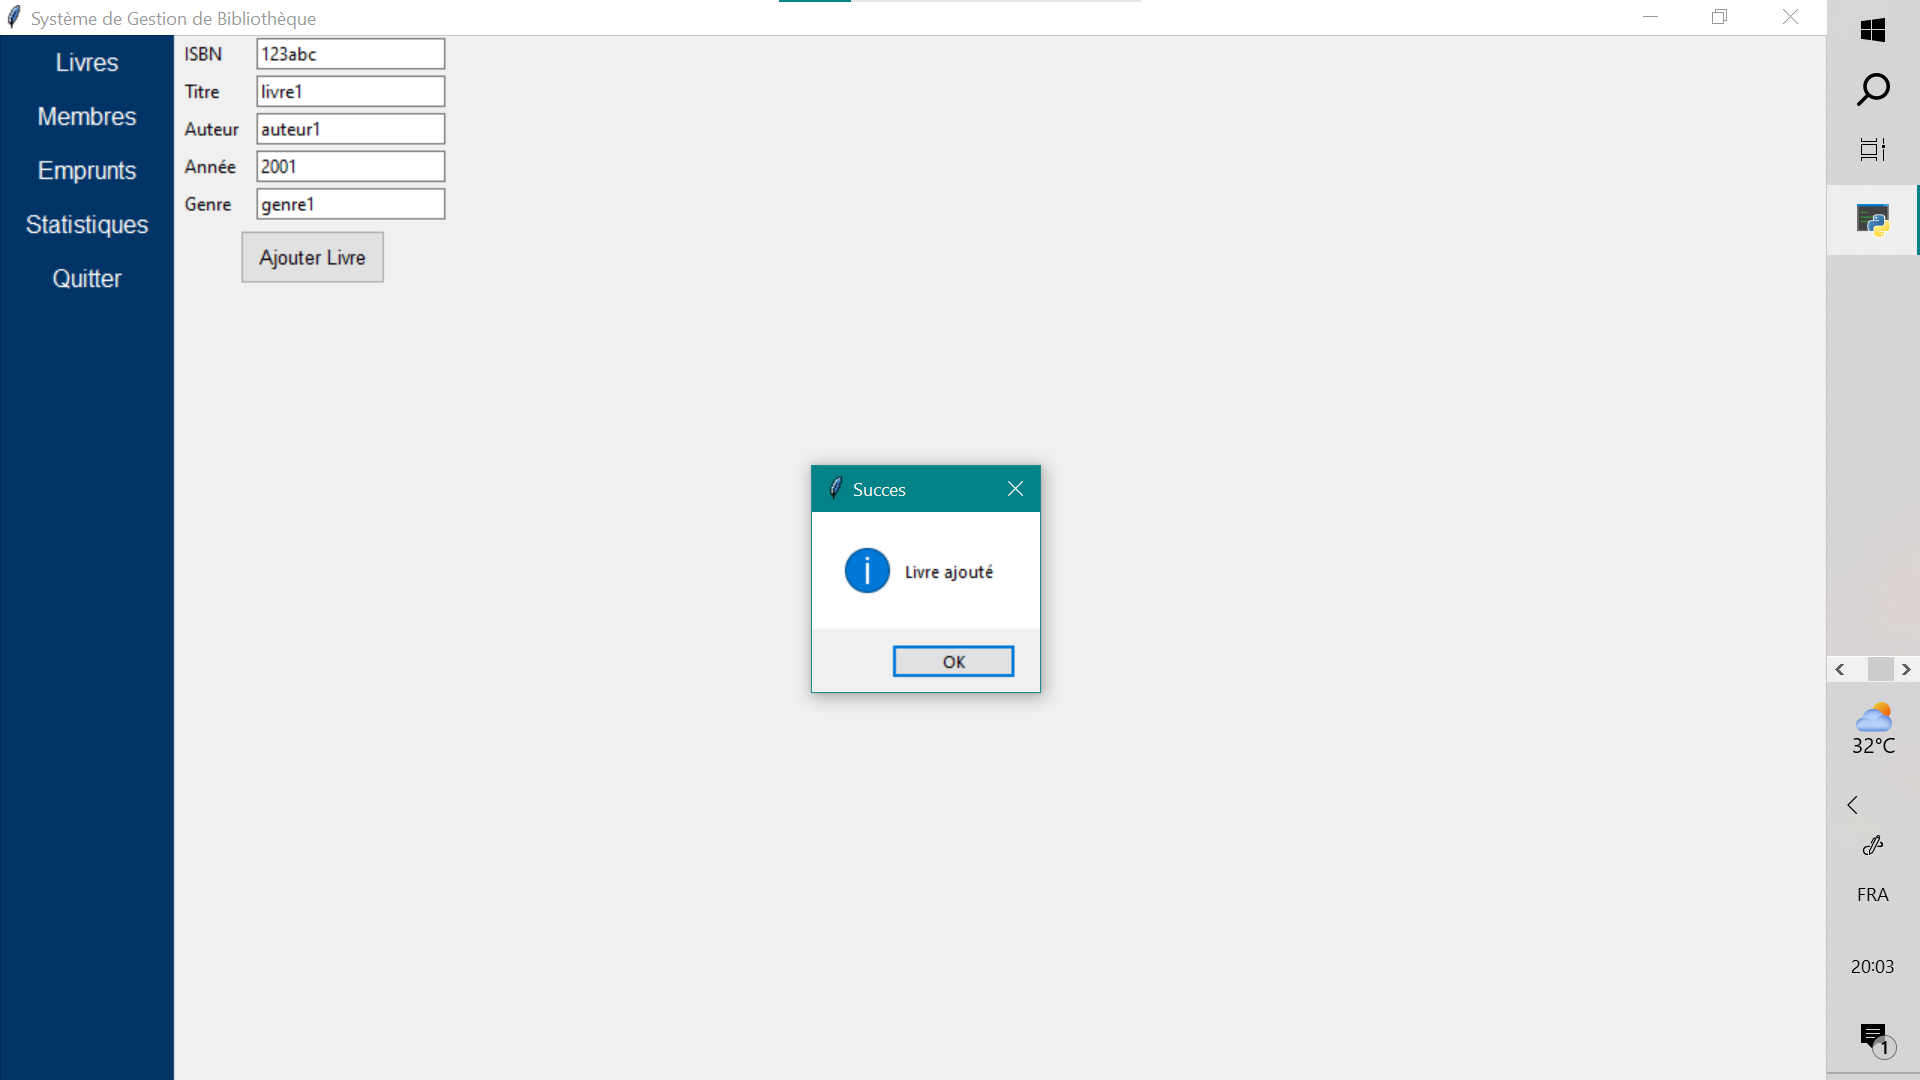 Système de Gestion de Bibliothèque
Livres
Membres
Emprunts
Statistiques
Quitter
ISBN 123abc
Titre livre1
Auteur auteur1
Année 2001
Genre genre1
Ajouter Livre
Succes
Livre ajouté
OK
32°C
FRA
20:03
1